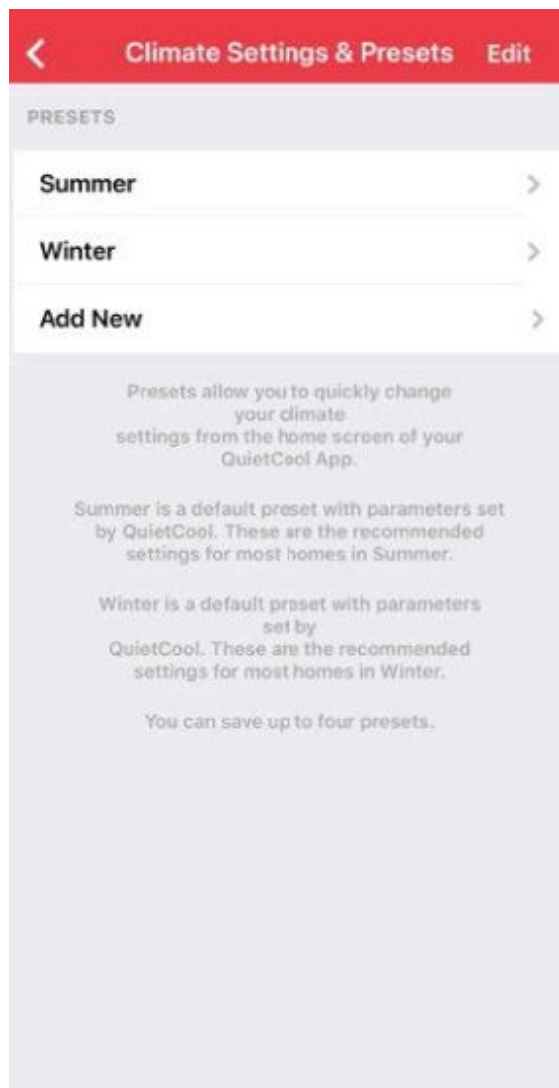 Climate Settings & Presets Edit
PRESETS
Summer
Winter
Add New
Presets allow you to quickly change
your climate
settings from the home screen of your
QuietCool App.
Summer is a default preset with parameters set
by QuietCool. These are the recommended
settings for most homes in Summer.
Winter is a default preset with parameters
set by
QuietCool. These are the recommended
settings for most homes in Winter.
You can save up to four presets.